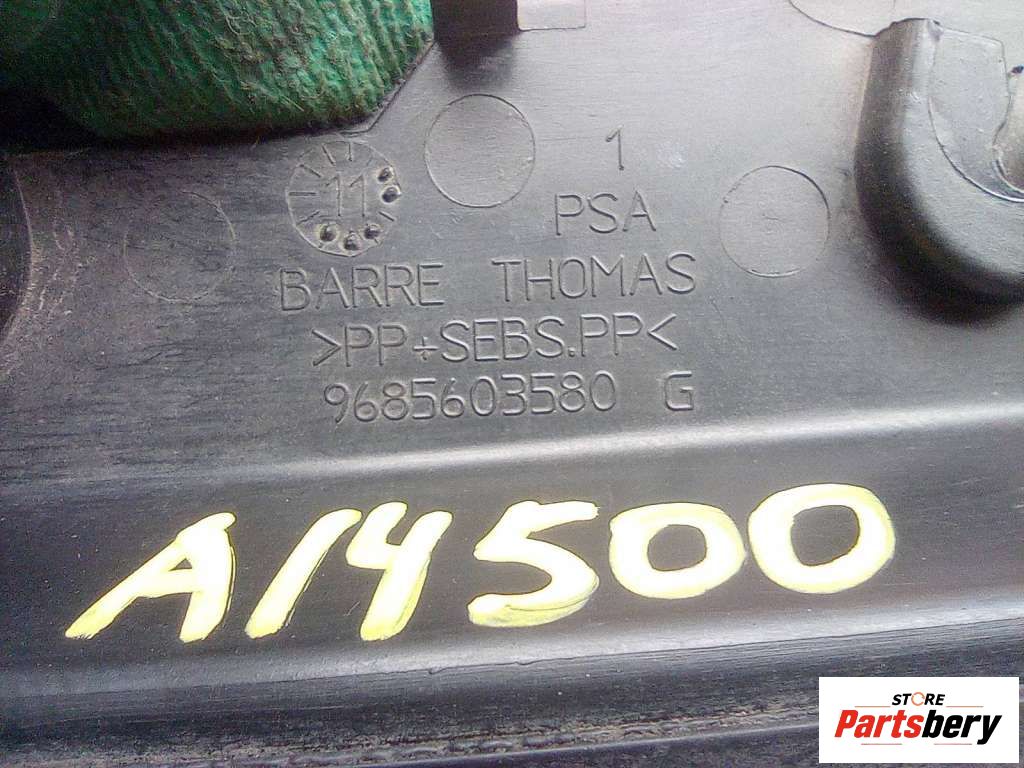 11
1
PSA
BARRE THOMAS
>PP+SEBS.PP<
9685603580 G
A14500
STORE
Partsbery